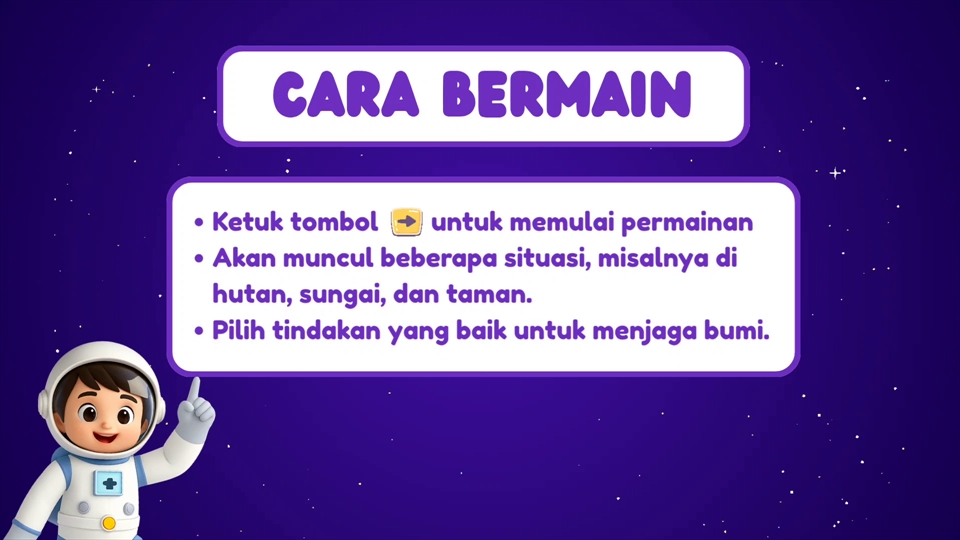 CARA BERMAIN
• Ketuk tombol untuk memulai permainan
• Akan muncul beberapa situasi, misalnya di
hutan, sungai, dan taman.
• Pilih tindakan yang baik untuk menjaga bumi.